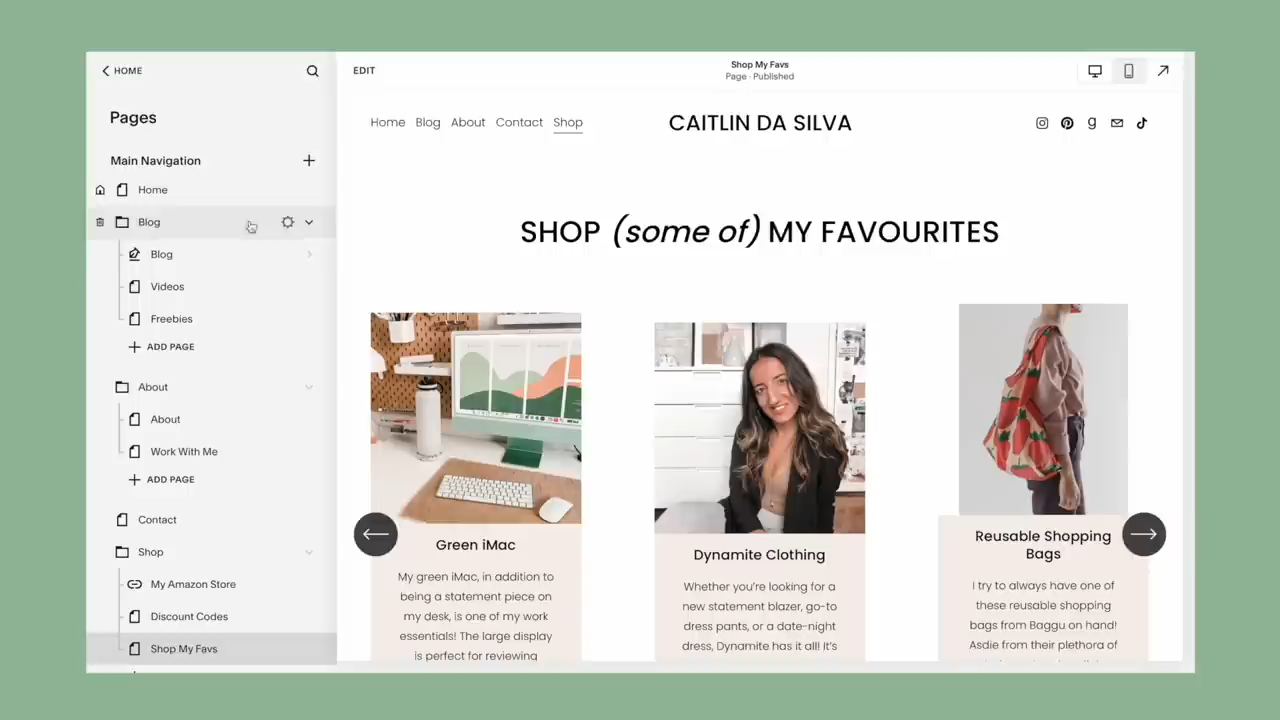 HOME
Pages
Main Navigation
Home
Blog
Blog
Videos
Freebies
ADD PAGE
About
About
Work With Me
ADD PAGE
Contact
Shop
My Amazon Store
Discount Codes
Shop My Favs
EDIT
Shop My Favs
Page · Published
Home Blog About Contact Shop
CAITLIN DA SILVA
SHOP (some of) MY FAVOURITES
Green iMac
My green iMac, in addition to
being a statement piece on
my desk, is one of my work
essentials! The large display
is perfect for reviewing
Dynamite Clothing
Whether you're looking for a
new statement blazer, go-to
dress pants, or a date-night
dress, Dynamite has it all! It's
Reusable Shopping
Bags
I try to always have one of
these reusable shopping
bags from Baggu on hand!
Asdie from their plethora of